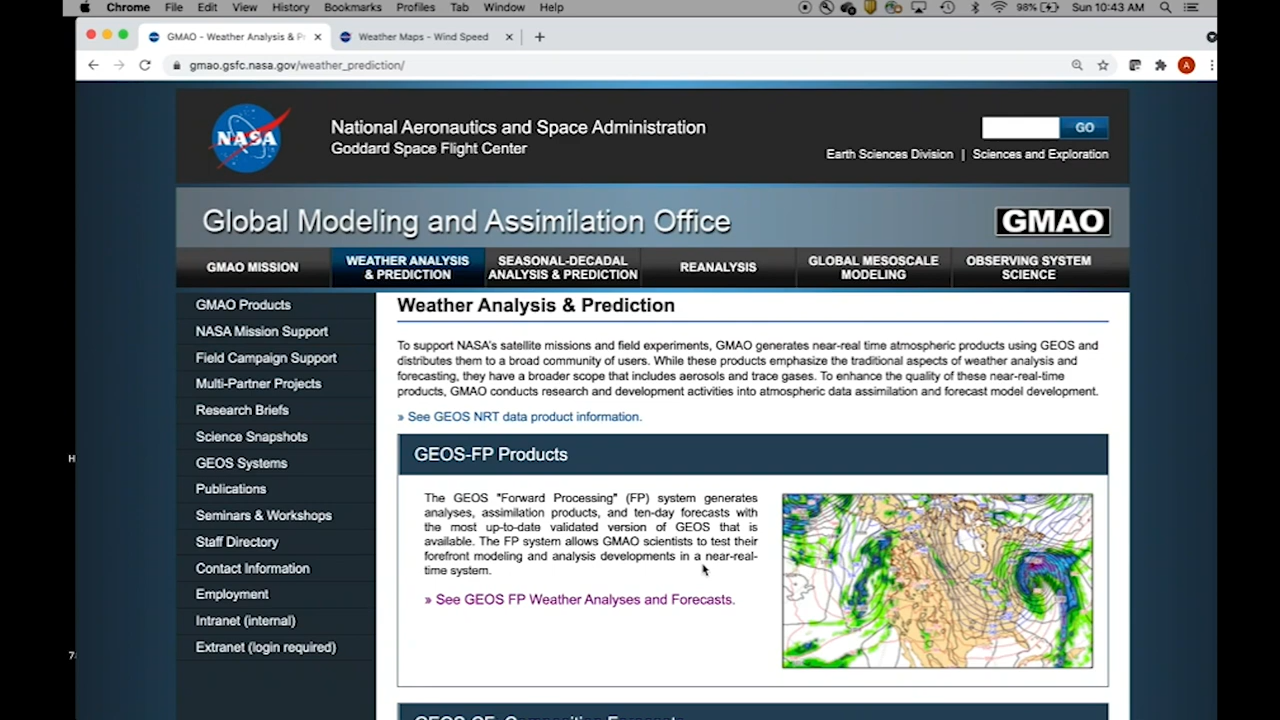 Chrome File Edit View History Bookmarks Profiles Tab Window Help 98% Sun 10:43 AM
GMAO - Weather Analysis & P
Weather Maps - Wind Speed
gmao.gsfc.nasa.gov/weather_prediction/
A
NASA
National Aeronautics and Space Administration
Goddard Space Flight Center
GO
Earth Sciences Division | Sciences and Exploration
Global Modeling and Assimilation Office
GMAO
GMAO MISSION
WEATHER ANALYSIS
& PREDICTION
SEASONAL-DECADAL
ANALYSIS & PREDICTION
REANALYSIS
GLOBAL MESOSCALE
MODELING
OBSERVING SYSTEM
SCIENCE
GMAO Products
NASA Mission Support
Field Campaign Support
Multi-Partner Projects
Research Briefs
Science Snapshots
GEOS Systems
Publications
Seminars & Workshops
Staff Directory
Contact Information
Employment
Intranet (internal)
Extranet (login required)
Weather Analysis & Prediction
To support NASA's satellite missions and field experiments, GMAO generates near-real time atmospheric products using GEOS and
distributes them to a broad community of users. While these products emphasize the traditional aspects of weather analysis and
forecasting, they have a broader scope that includes aerosols and trace gases. To enhance the quality of these near-real-time
products, GMAO conducts research and development activities into atmospheric data assimilation and forecast model development.
» See GEOS NRT data product information.
GEOS-FP Products
The GEOS "Forward Processing" (FP) system generates
analyses, assimilation products, and ten-day forecasts with
the most up-to-date validated version of GEOS that is
available. The FP system allows GMAO scientists to test their
forefront modeling and analysis developments in a near-real-
time system.
» See GEOS FP Weather Analyses and Forecasts.